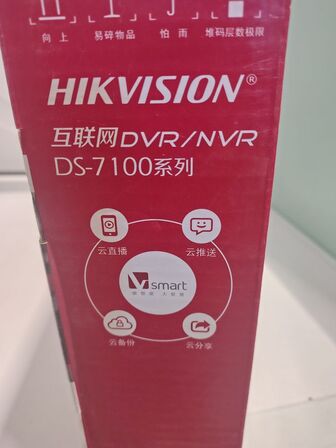 向上 易碎物品 怕雨 堆码层数极限
HIKVISION®
互联网DVR/NVR
DS-7100系列
云直播 云推送
V smart
云备份 云分享